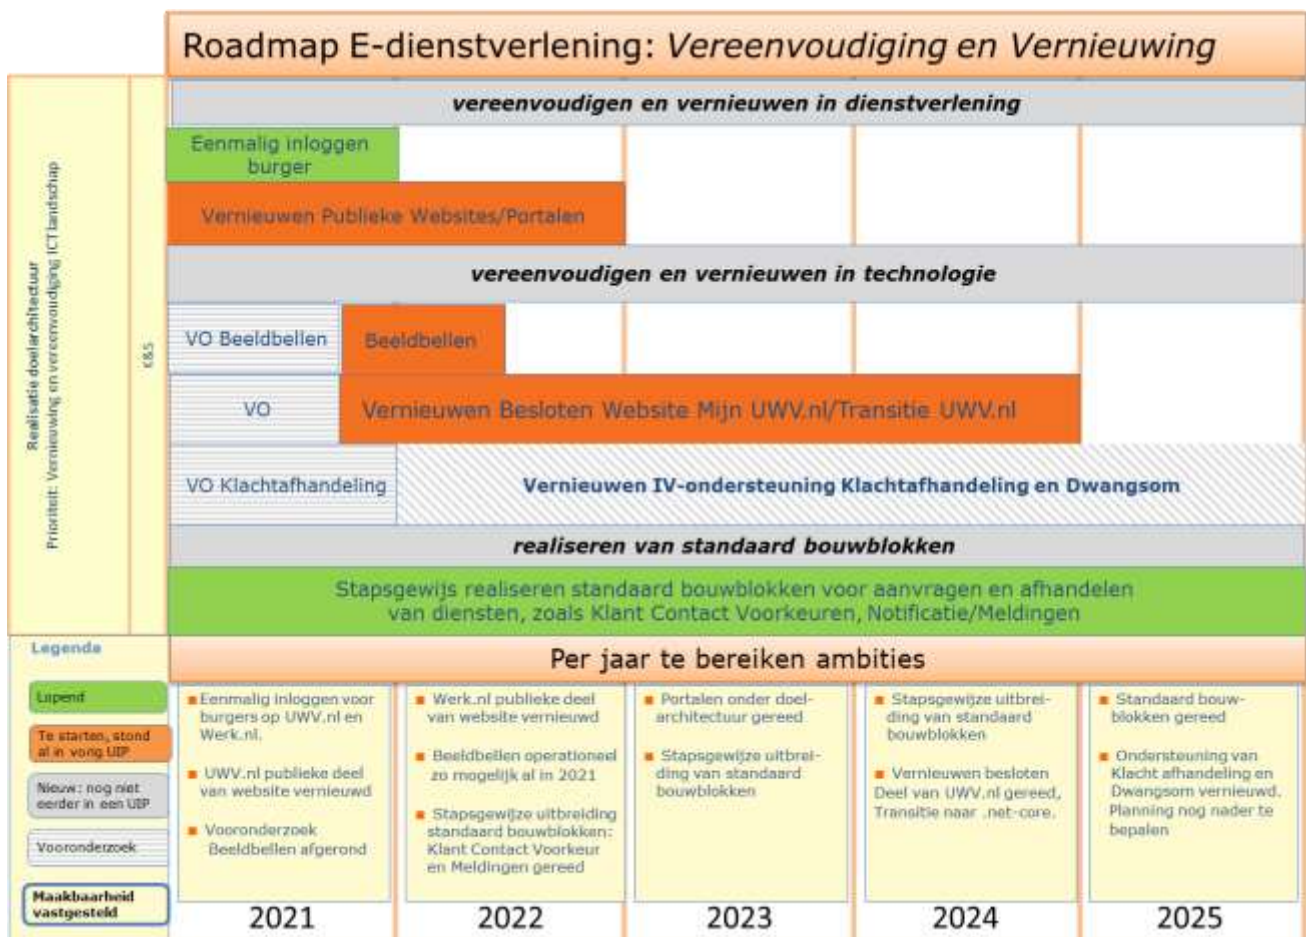 Roadmap E-dienstverlening: Vereenvoudiging en Vernieuwing
Realisatie doelarchitectuur
Prioriteit: Vernieuwing en vereenvoudiging ICT landschap
C&S
vereenvoudigen en vernieuwen in dienstverlening
Eenmalig inloggen
burger
Vernieuwen Publieke Websites/Portalen
vereenvoudigen en vernieuwen in technologie
VO Beeldbellen
Beeldbellen
VO
Vernieuwen Besloten Website Mijn UWV.nl/Transitie UWV.nl
VO Klachtafhandeling
Vernieuwen IV-ondersteuning Klachtafhandeling en Dwangsom
realiseren van standaard bouwblokken
Stapsgewijs realiseren standaard bouwblokken voor aanvragen en afhandelen
van diensten, zoals Klant Contact Voorkeuren, Notificatie/Meldingen
Legenda
Lopend
Te starten, stond
al in vorig UIP
Nieuw: nog niet
eerder in een UIP
Vooronderzoek
Maakbaarheid
vastgesteld
Per jaar te bereiken ambities
Eenmalig inloggen voor
burgers op UWV.nl en
Werk.nl.
UWV.nl publieke deel
van website vernieuwd
Vooronderzoek
Beeldbellen afgerond
2021
Werk.nl publieke deel
van website vernieuwd
Beeldbellen operationeel
zo mogelijk al in 2021
Stapsgewijze uitbreiding
standaard bouwblokken:
Klant Contact Voorkeur
en Meldingen gereed
2022
Portalen onder doel-
architectuur gereed
Stapsgewijze uitbrei-
ding van standaard
bouwblokken
2023
Stapsgewijze uitbrei-
ding van standaard
bouwblokken
Vernieuwen besloten
Deel van UWV.nl gereed,
Transitie naar .net-core.
2024
Standaard bouw-
blokken gereed
Ondersteuning van
Klacht afhandeling en
Dwangsom vernieuwd.
Planning nog nader te
bepalen
2025